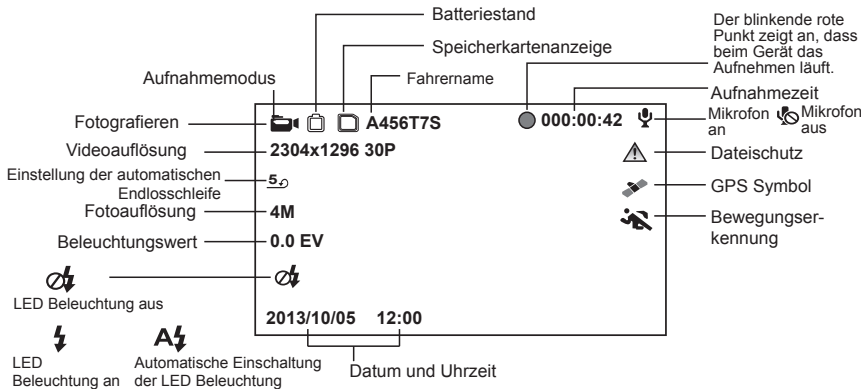 Batteriestand
Speicherkartenanzeige
Fahrername
Aufnahmemodus
Der blinkende rote
Punkt zeigt an, dass
beim Gerät das
Aufnehmen läuft.
Aufnahmezeit
Fotografieren
A456T7S
000:00:42
Mikrofon
an
Mikrofon
aus
Videoauflösung
2304x1296 30P
Dateischutz
Einstellung der automatischen
Endlosschleife
5
GPS Symbol
Fotoauflösung
4M
Bewegungser-
kennung
Beleuchtungswert
0.0 EV
LED Beleuchtung aus
2013/10/05 12:00
LED
Beleuchtung an
A
Automatische Einschaltung
der LED Beleuchtung
Datum und Uhrzeit